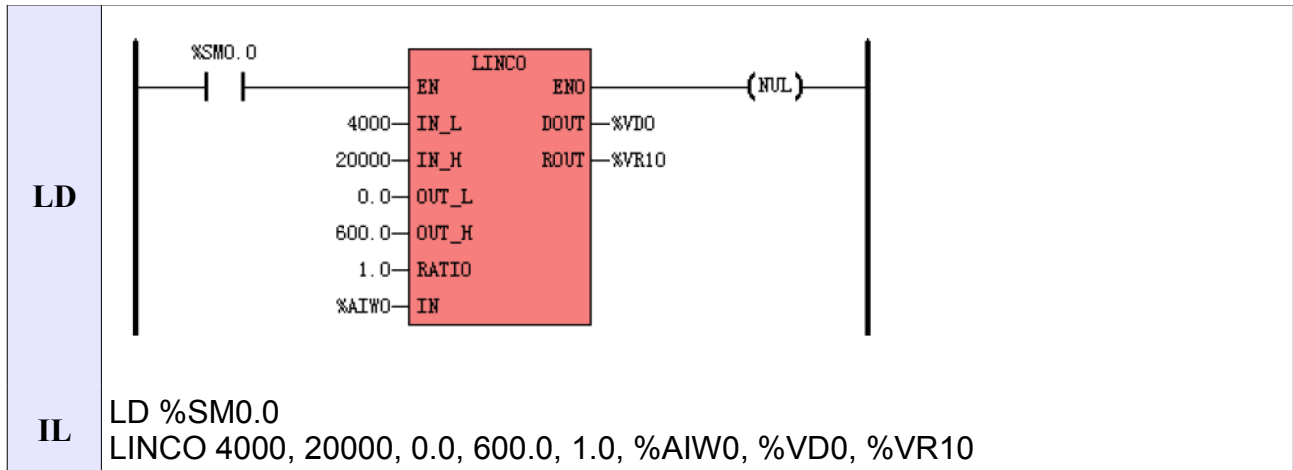 %SM0.0
LINCO
EN ENO (NUL)
4000 IN_L DOUT %VD0
20000 IN_H ROUT %VR10
LD
0.0 OUT_L
600.0 OUT_H
1.0 RATIO
%AIW0 IN
IL
LD %SM0.0
LINCO 4000, 20000, 0.0, 600.0, 1.0, %AIW0, %VD0, %VR10